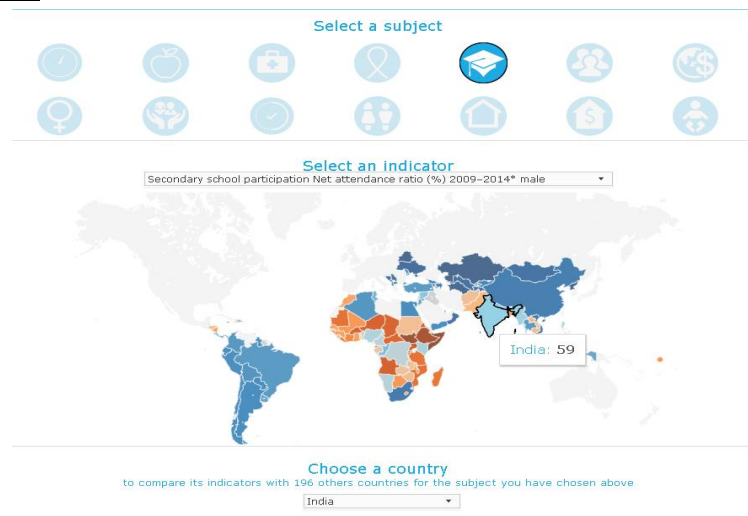 Select a subject
Select an indicator
Secondary school participation Net attendance ratio (%) 2009–2014* male
India: 59
Choose a country
to compare its indicators with 196 others countries for the subject you have chosen above
India